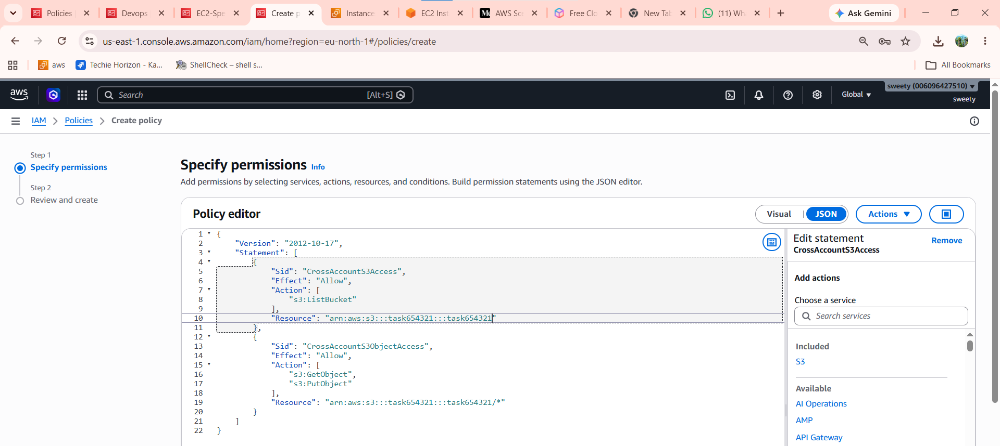 Policies
Devops
EC2-Spe
Create p
Instance
EC2 Inst
AWS Sce
Free Clo
New Tab
(11) Wh
Ask Gemini
us-east-1.console.aws.amazon.com/iam/home?region=eu-north-1#/policies/create
aws
Techie Horizon - Ka...
ShellCheck – shell s...
All Bookmarks
aws
Search
[Alt+S]
Global
sweety (006096427510)
sweety
IAM
Policies
Create policy
Step 1
Specify permissions
Step 2
Review and create
Specify permissions Info
Add permissions by selecting services, actions, resources, and conditions. Build permission statements using the JSON editor.
Policy editor
Visual
JSON
Actions
1 {
2 "Version": "2012-10-17",
3 "Statement": [
4 {
5 "Sid": "CrossAccountS3Access",
6 "Effect": "Allow",
7 "Action": [
8 "s3:ListBucket"
9 ],
10 "Resource": "arn:aws:s3:::task654321:::task654321"
11 },
12 {
13 "Sid": "CrossAccountS3ObjectAccess",
14 "Effect": "Allow",
15 "Action": [
16 "s3:GetObject",
17 "s3:PutObject"
18 ],
19 "Resource": "arn:aws:s3:::task654321:::task654321/*"
20 }
21 ]
22 }
Edit statement
CrossAccountS3Access
Remove
Add actions
Choose a service
Search services
Included
S3
Available
AI Operations
AMP
API Gateway